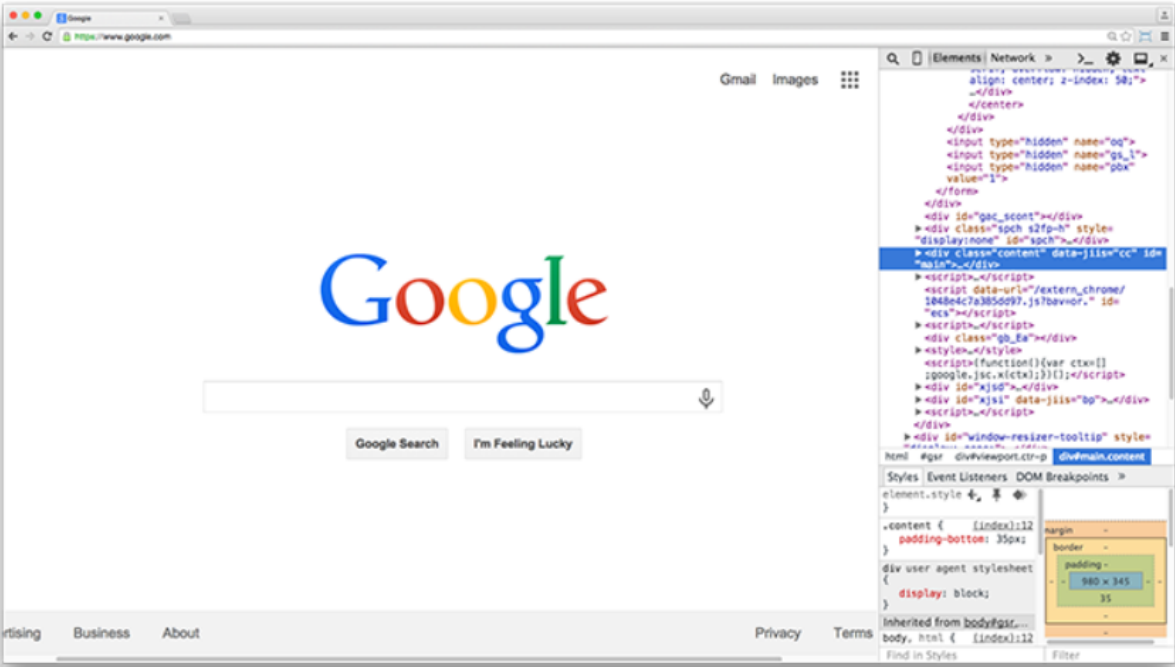 Google
https://www.google.com
Gmail Images
Google
Google Search I'm Feeling Lucky
rtising Business About Privacy Terms
Elements Network »
align: center; z-index: 50;">
…</div>
</center>
</div>
</div>
<input type="hidden" name="oq">
<input type="hidden" name="gs_l">
<input type="hidden" name="pbx"
value="1">
</form>
</div>
<div id="gac_scont"></div>
<div class="spch s2fp-h" style=
"display:none" id="spch">…</div>
<div class="content" data-jiis="cc" id=
"main">…</div>
<script>…</script>
<script data-url="/extern_chrome/
1048e4c7a385dd97.js?bav=or." id=
"ecs"></script>
<script>…</script>
<div class="gb_Ea"></div>
<style>…</style>
<script>(function(){var ctx=[]
;google.jsc.x(ctx);})();</script>
<div id="xjsd">…</div>
<div id="xjsi" data-jiis="bp">…</div>
<script>…</script>
</div>
<div id="window-resizer-tooltip" style=
html #gsr div#viewport.ctr-p div#main.content
Styles Event Listeners DOM Breakpoints »
element.style
}
.content { (index):12
padding-bottom: 35px;
}
div user agent stylesheet
{
display: block;
}
Inherited from body#gsr,...
body, html { (index):12
Find in Styles
margin -
border -
padding -
- - - 980 × 345 - - -
35
-
-
Filter